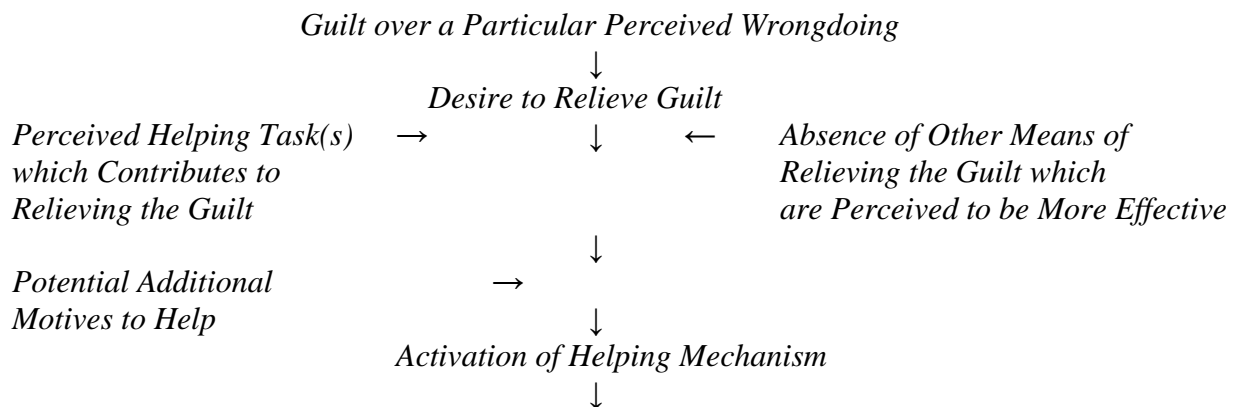 Guilt over a Particular Perceived Wrongdoing
↓
Desire to Relieve Guilt
Perceived Helping Task(s) → ↓ ← Absence of Other Means of
which Contributes to Relieving the Guilt which
Relieving the Guilt are Perceived to be More Effective
↓
Potential Additional →
Motives to Help
↓
Activation of Helping Mechanism
↓